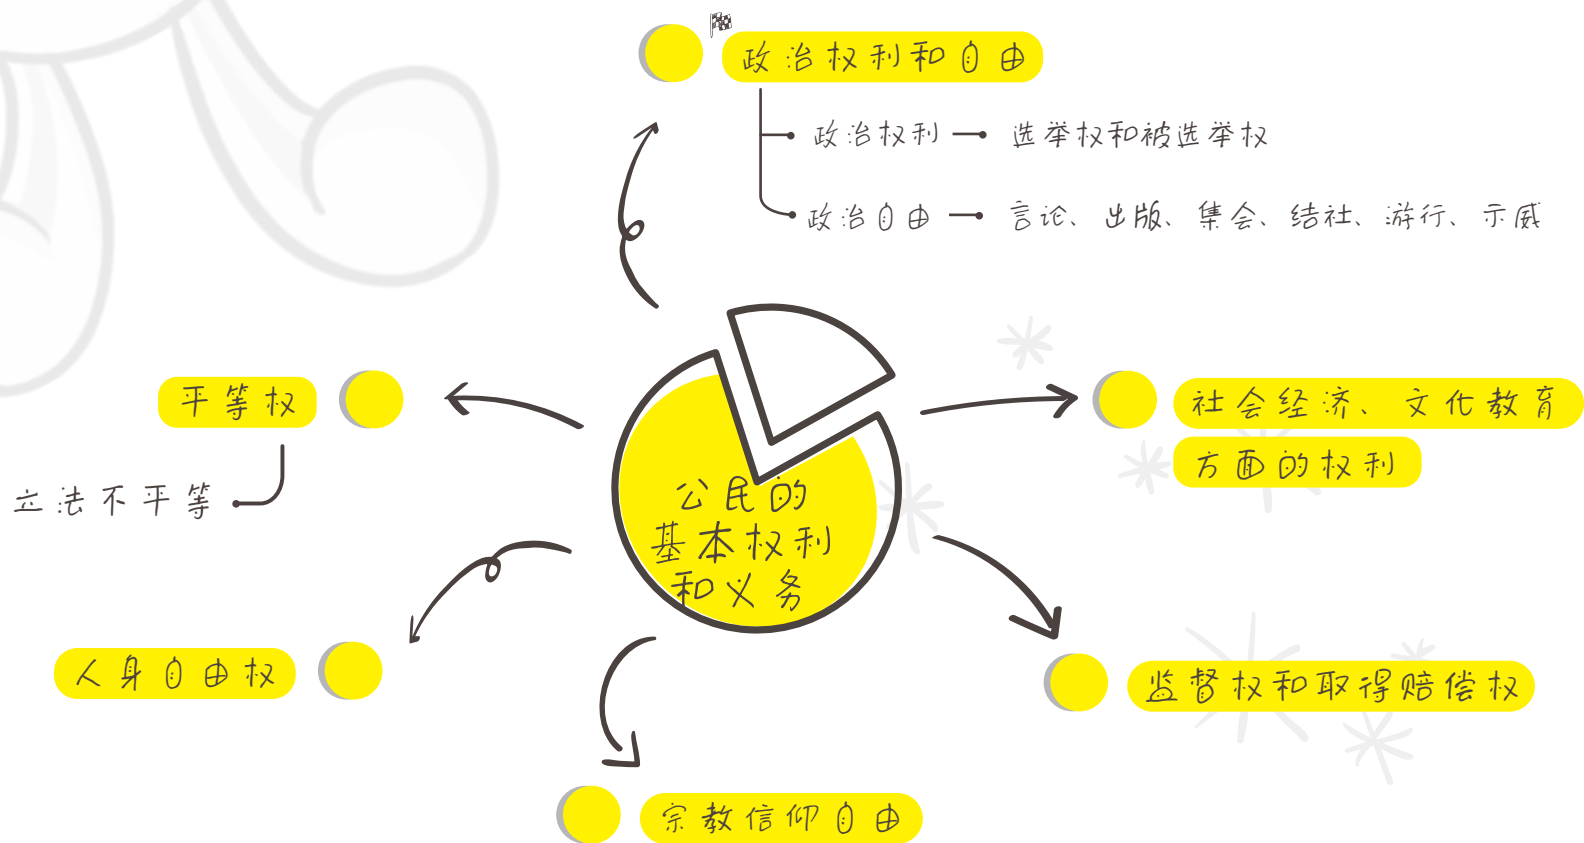 政治权利和自由
政治权利
选举权和被选举权
政治自由
言论、出版、集会、结社、游行、示威
平等权
立法不平等
社会经济、文化教育
方面的权利
公民的
基本权利
和义务
人身自由权
监督权和取得赔偿权
宗教信仰自由